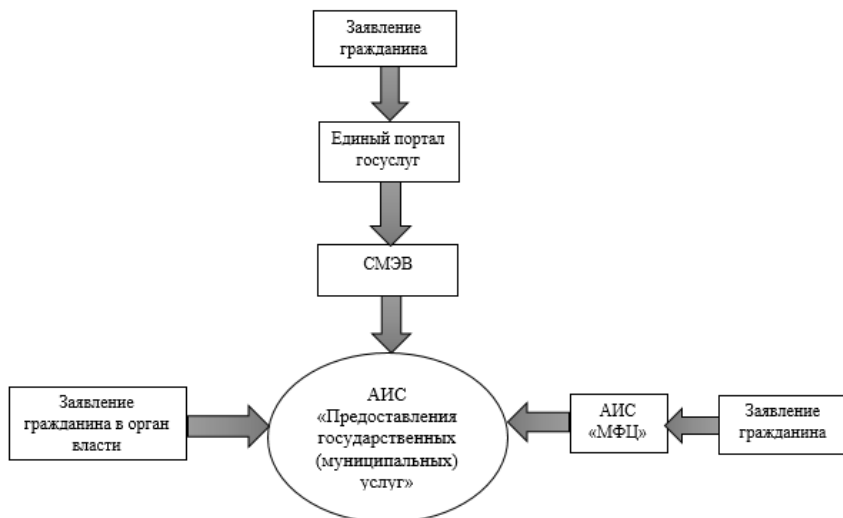 Заявление
гражданина
Единый портал
госуслуг
СМЭВ
Заявление
гражданина в орган
власти
АИС
«Предоставления
государственных
(муниципальных)
услуг»
АИС
«МФЦ»
Заявление
гражданина